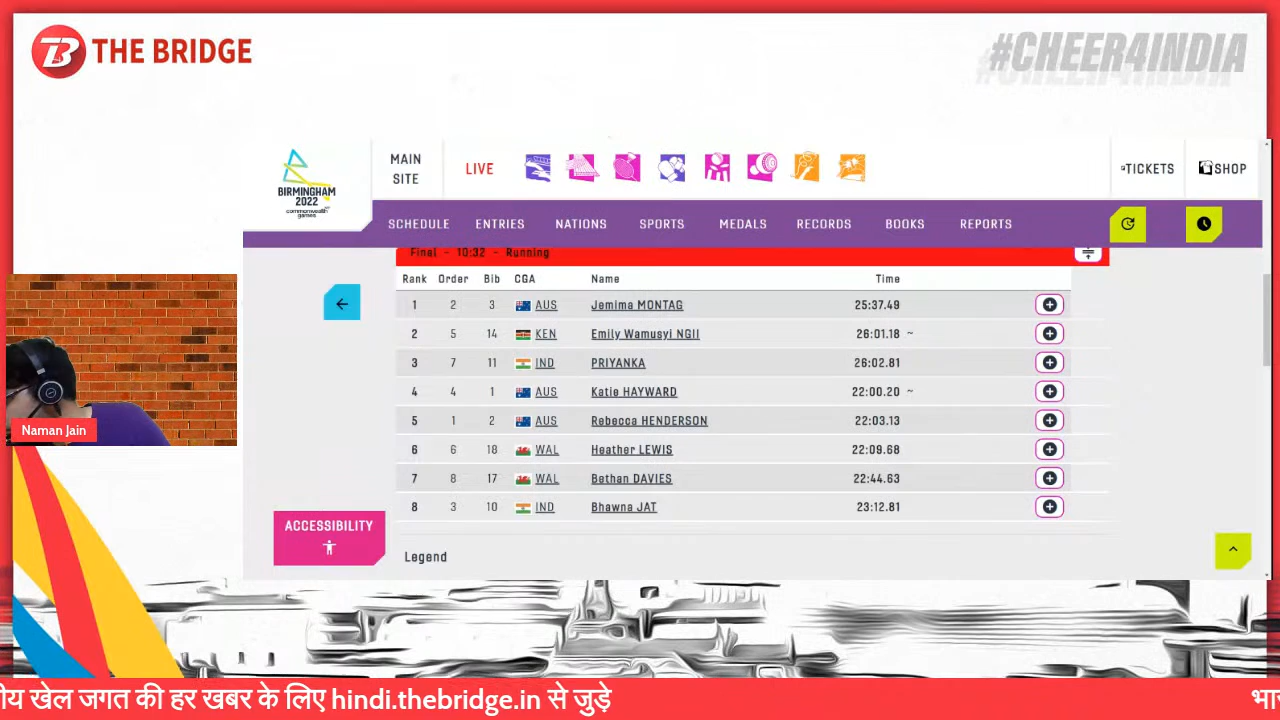 THE BRIDGE
#CHEER4INDIA
BIRMINGHAM
2022
commonwealth
games
MAIN
SITE
LIVE
TICKETS
SHOP
SCHEDULE ENTRIES NATIONS SPORTS MEDALS RECORDS BOOKS REPORTS
Final - 10:32 - Running
Rank Order Bib CGA Name Time
1 2 3 AUS Jemima MONTAG 25:37.49
2 5 14 KEN Emily Wamusyi NGII 26:01.18 ~
3 7 11 IND PRIYANKA 26:02.81
4 4 1 AUS Katie HAYWARD 22:00.20 ~
5 1 2 AUS Rebecca HENDERSON 22:03.13
6 6 18 WAL Heather LEWIS 22:09.68
7 8 17 WAL Bethan DAVIES 22:44.63
8 3 10 IND Bhawna JAT 23:12.81
Naman Jain
ACCESSIBILITY
Legend
ीय खेल जगत की हर खबर के लिए hindi.thebridge.in से जुड़े